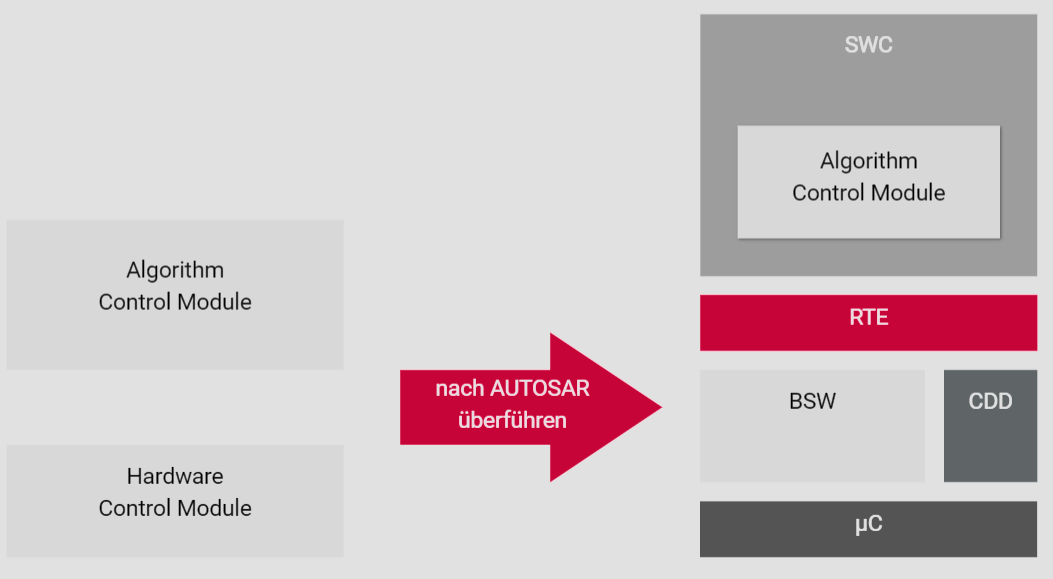 Algorithm
Control Module
Hardware
Control Module
nach AUTOSAR
überführen
SWC
Algorithm
Control Module
RTE
BSW
CDD
µC